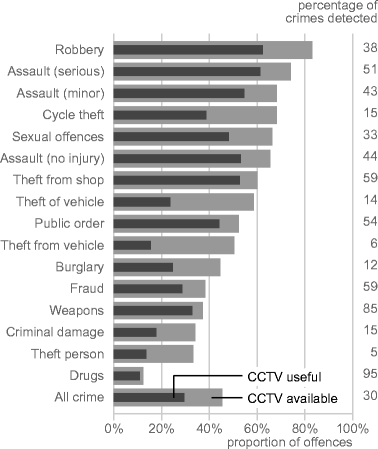 percentage of
crimes detected
Robbery 38
Assault (serious) 51
Assault (minor) 43
Cycle theft 15
Sexual offences 33
Assault (no injury) 44
Theft from shop 59
Theft of vehicle 14
Public order 54
Theft from vehicle 6
Burglary 12
Fraud 59
Weapons 85
Criminal damage 15
Theft person 5
Drugs CCTV useful 95
All crime CCTV available 30
0% 20% 40% 60% 80% 100%
proportion of offences